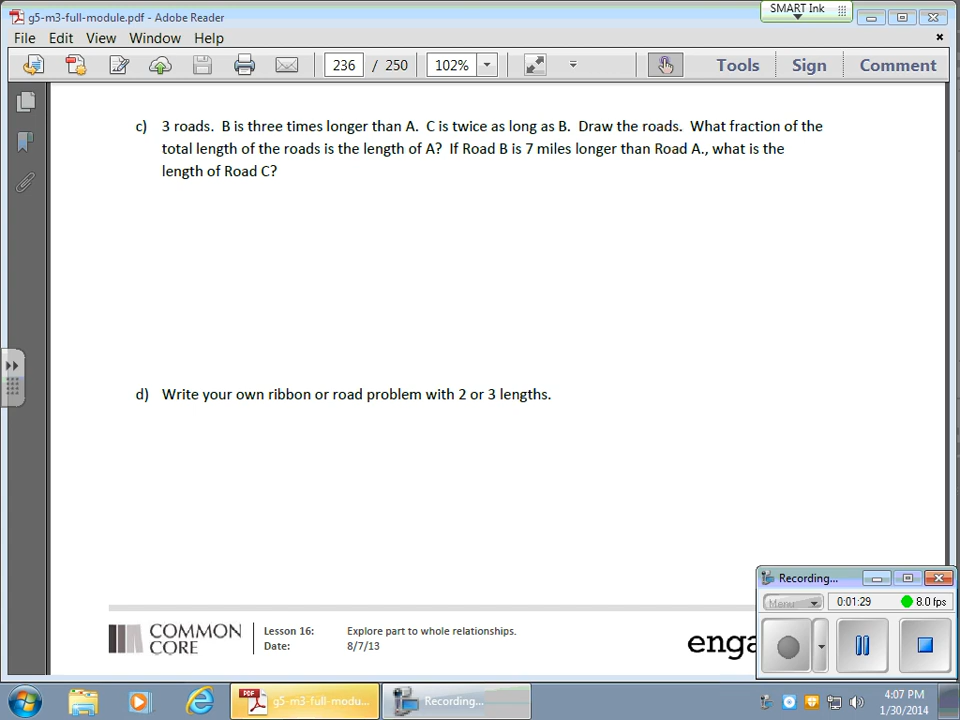 g5-m3-full-module.pdf - Adobe Reader
SMART Ink
File Edit View Window Help
236 / 250 102% Tools Sign Comment
c) 3 roads. B is three times longer than A. C is twice as long as B. Draw the roads. What fraction of the
total length of the roads is the length of A? If Road B is 7 miles longer than Road A., what is the
length of Road C?
d) Write your own ribbon or road problem with 2 or 3 lengths.
Recording...
Menu 0:01:29 8.0 fps
COMMON
CORE
Lesson 16: Explore part to whole relationships.
Date: 8/7/13
enga
PDF g5-m3-full-modu... Recording...
4:07 PM
1/30/2014